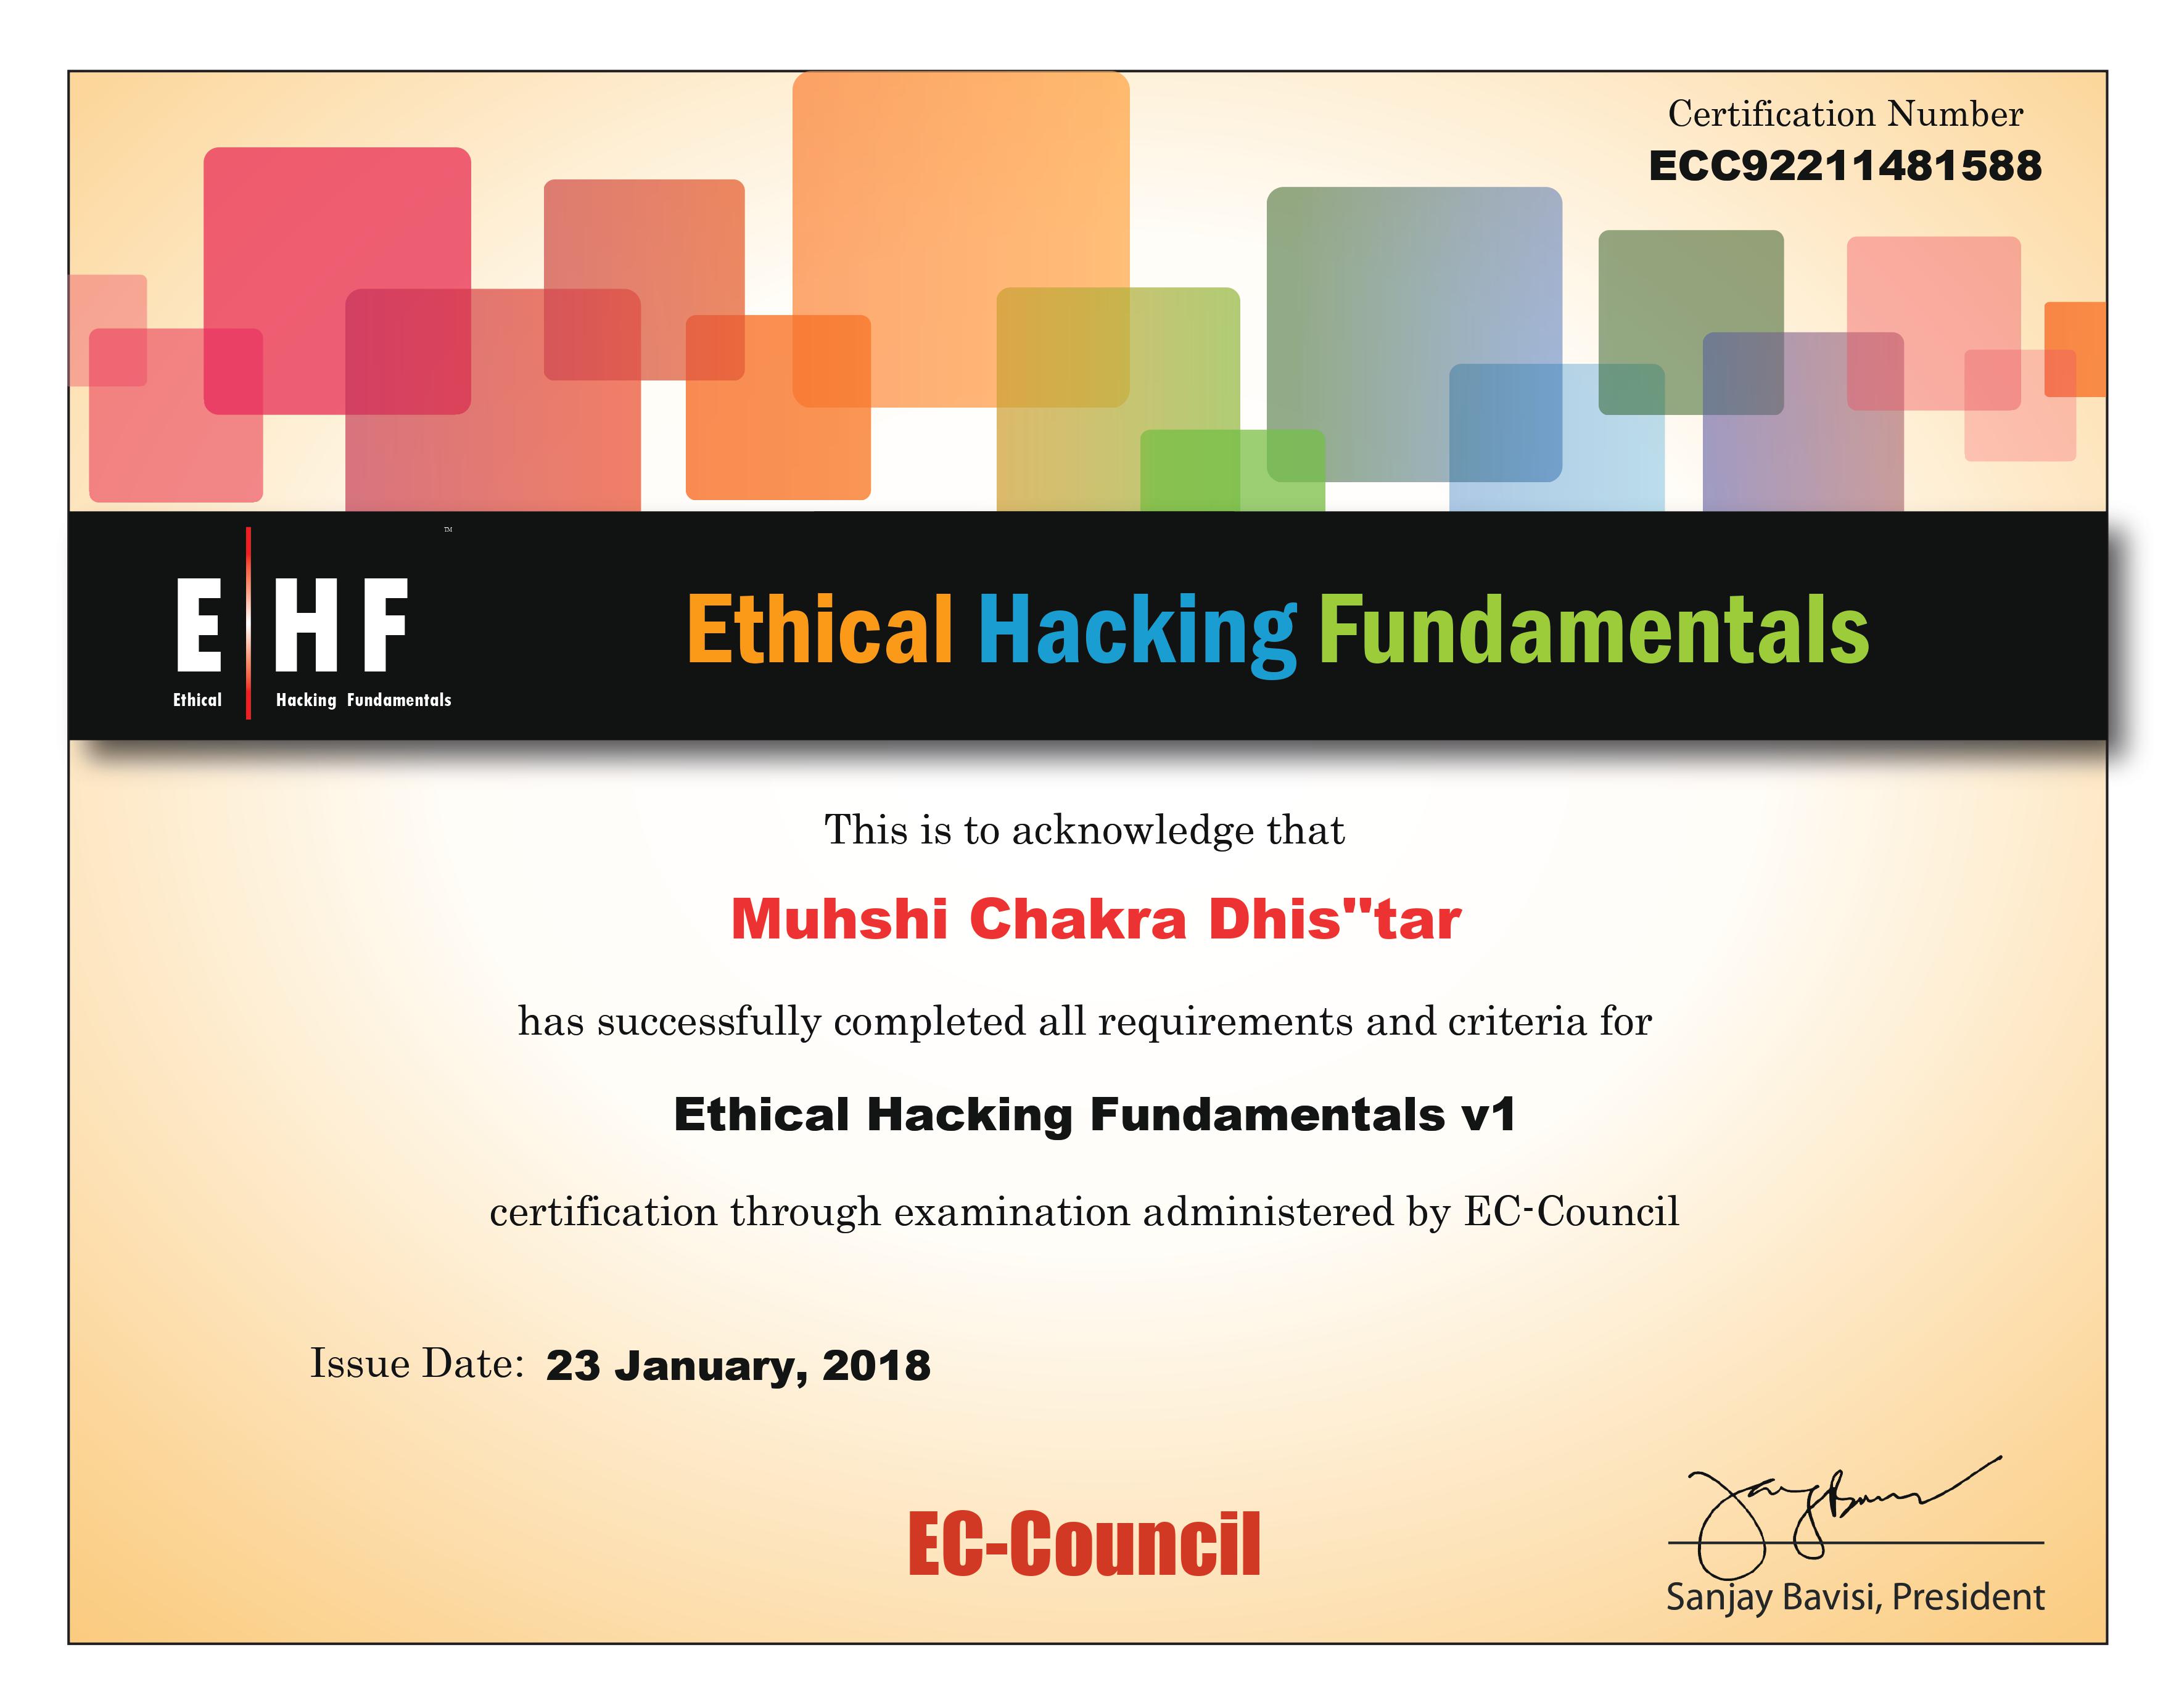 Certification Number
ECC92211481588
E HF ™
Ethical Hacking Fundamentals
Ethical Hacking Fundamentals
This is to acknowledge that
Muhshi Chakra Dhis"tar
has successfully completed all requirements and criteria for
Ethical Hacking Fundamentals v1
certification through examination administered by EC-Council
Issue Date: 23 January, 2018
EC-Council
Sanjay Bavisi, President